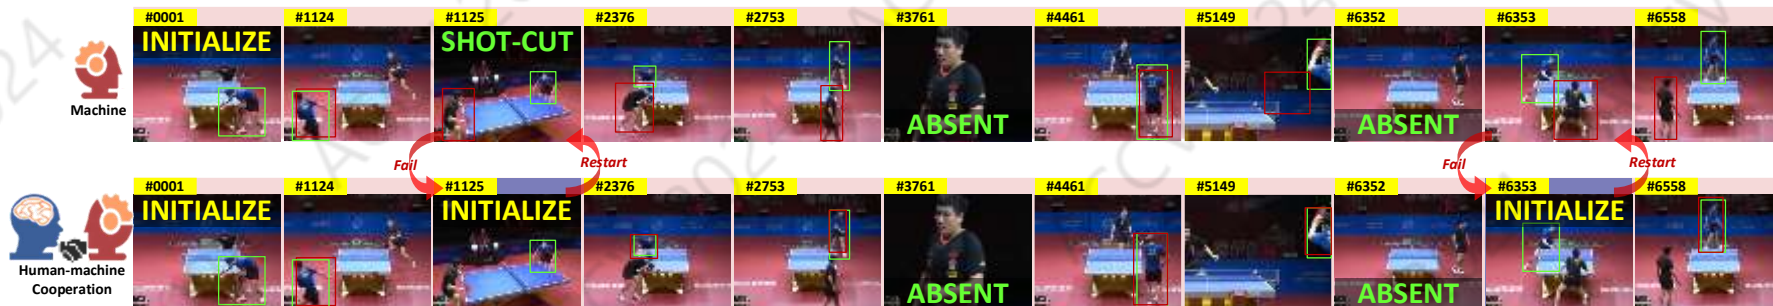 #0001 #1124 #1125 #2376 #2753 #3761 #4461 #5149 #6352 #6353 #6558
INITIALIZE SHOT-CUT
Machine
ABSENT ABSENT
Fail Restart Fail Restart
#0001 #1124 #1125 #2376 #2753 #3761 #4461 #5149 #6352 #6353 #6558
INITIALIZE INITIALIZE INITIALIZE
Human-machine
Cooperation
ABSENT ABSENT